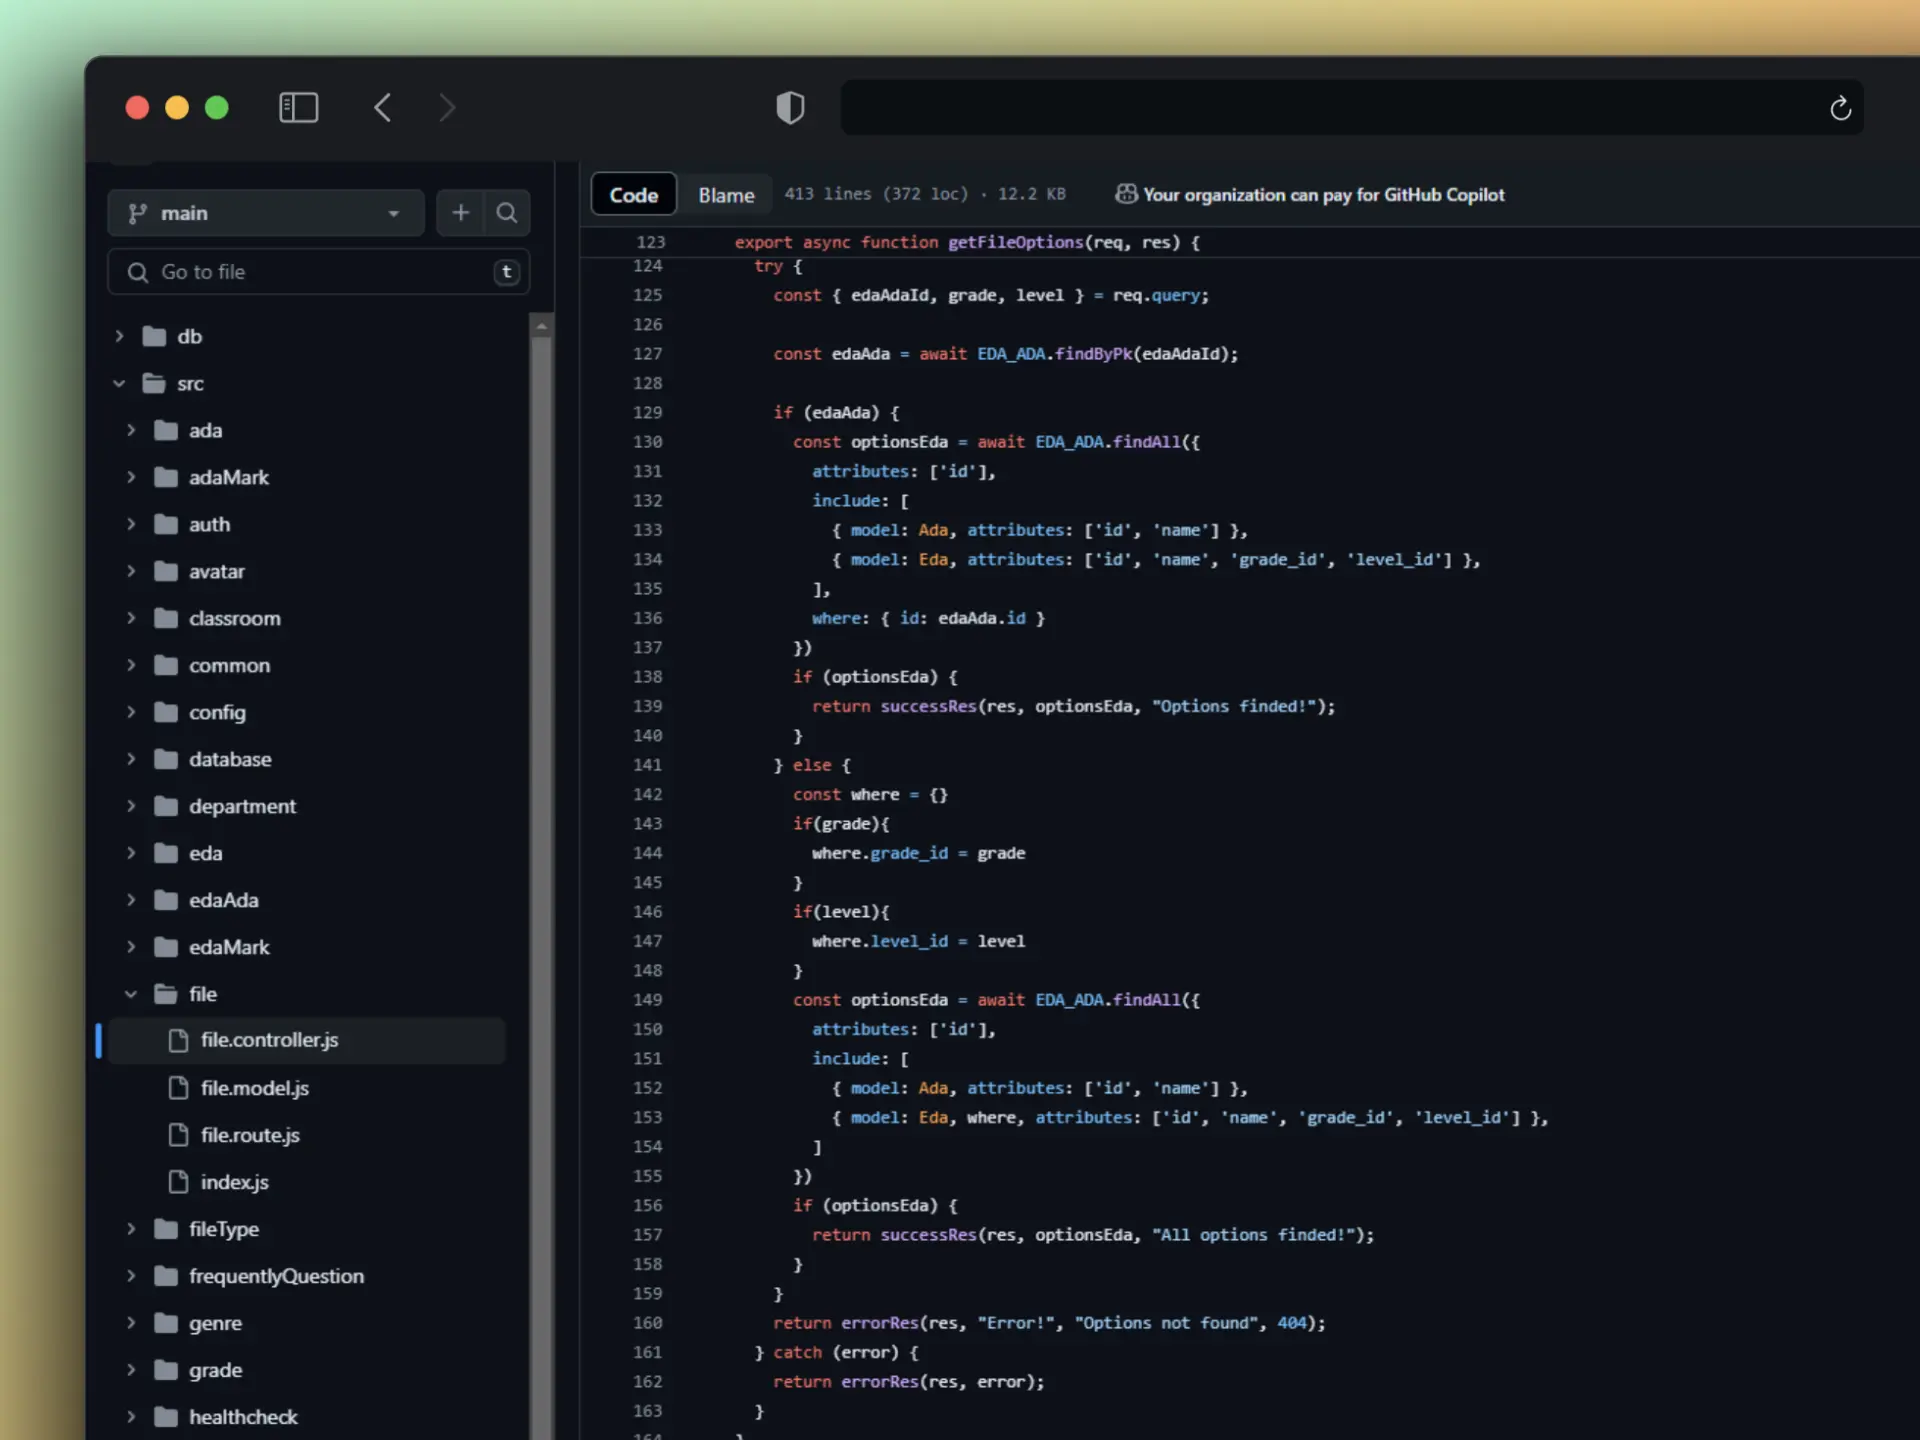 main
Go to file
t
db
src
ada
adaMark
auth
avatar
classroom
common
config
database
department
eda
edaAda
edaMark
file
file.controller.js
file.model.js
file.route.js
index.js
fileType
frequentlyQuestion
genre
grade
healthcheck
Code Blame 413 lines (372 loc) · 12.2 KB Your organization can pay for GitHub Copilot
123 export async function getFileOptions(req, res) {
124 try {
125 const { edaAdaId, grade, level } = req.query;
126
127 const edaAda = await EDA_ADA.findByPk(edaAdaId);
128
129 if (edaAda) {
130 const optionsEda = await EDA_ADA.findAll({
131 attributes: ['id'],
132 include: [
133 { model: Ada, attributes: ['id', 'name'] },
134 { model: Eda, attributes: ['id', 'name', 'grade_id', 'level_id'] },
135 ],
136 where: { id: edaAda.id }
137 })
138 if (optionsEda) {
139 return successRes(res, optionsEda, "Options finded!");
140 }
141 } else {
142 const where = {}
143 if(grade){
144 where.grade_id = grade
145 }
146 if(level){
147 where.level_id = level
148 }
149 const optionsEda = await EDA_ADA.findAll({
150 attributes: ['id'],
151 include: [
152 { model: Ada, attributes: ['id', 'name'] },
153 { model: Eda, where, attributes: ['id', 'name', 'grade_id', 'level_id'] },
154 ]
155 })
156 if (optionsEda) {
157 return successRes(res, optionsEda, "All options finded!");
158 }
159 }
160 return errorRes(res, "Error!", "Options not found", 404);
161 } catch (error) {
162 return errorRes(res, error);
163 }
164 }